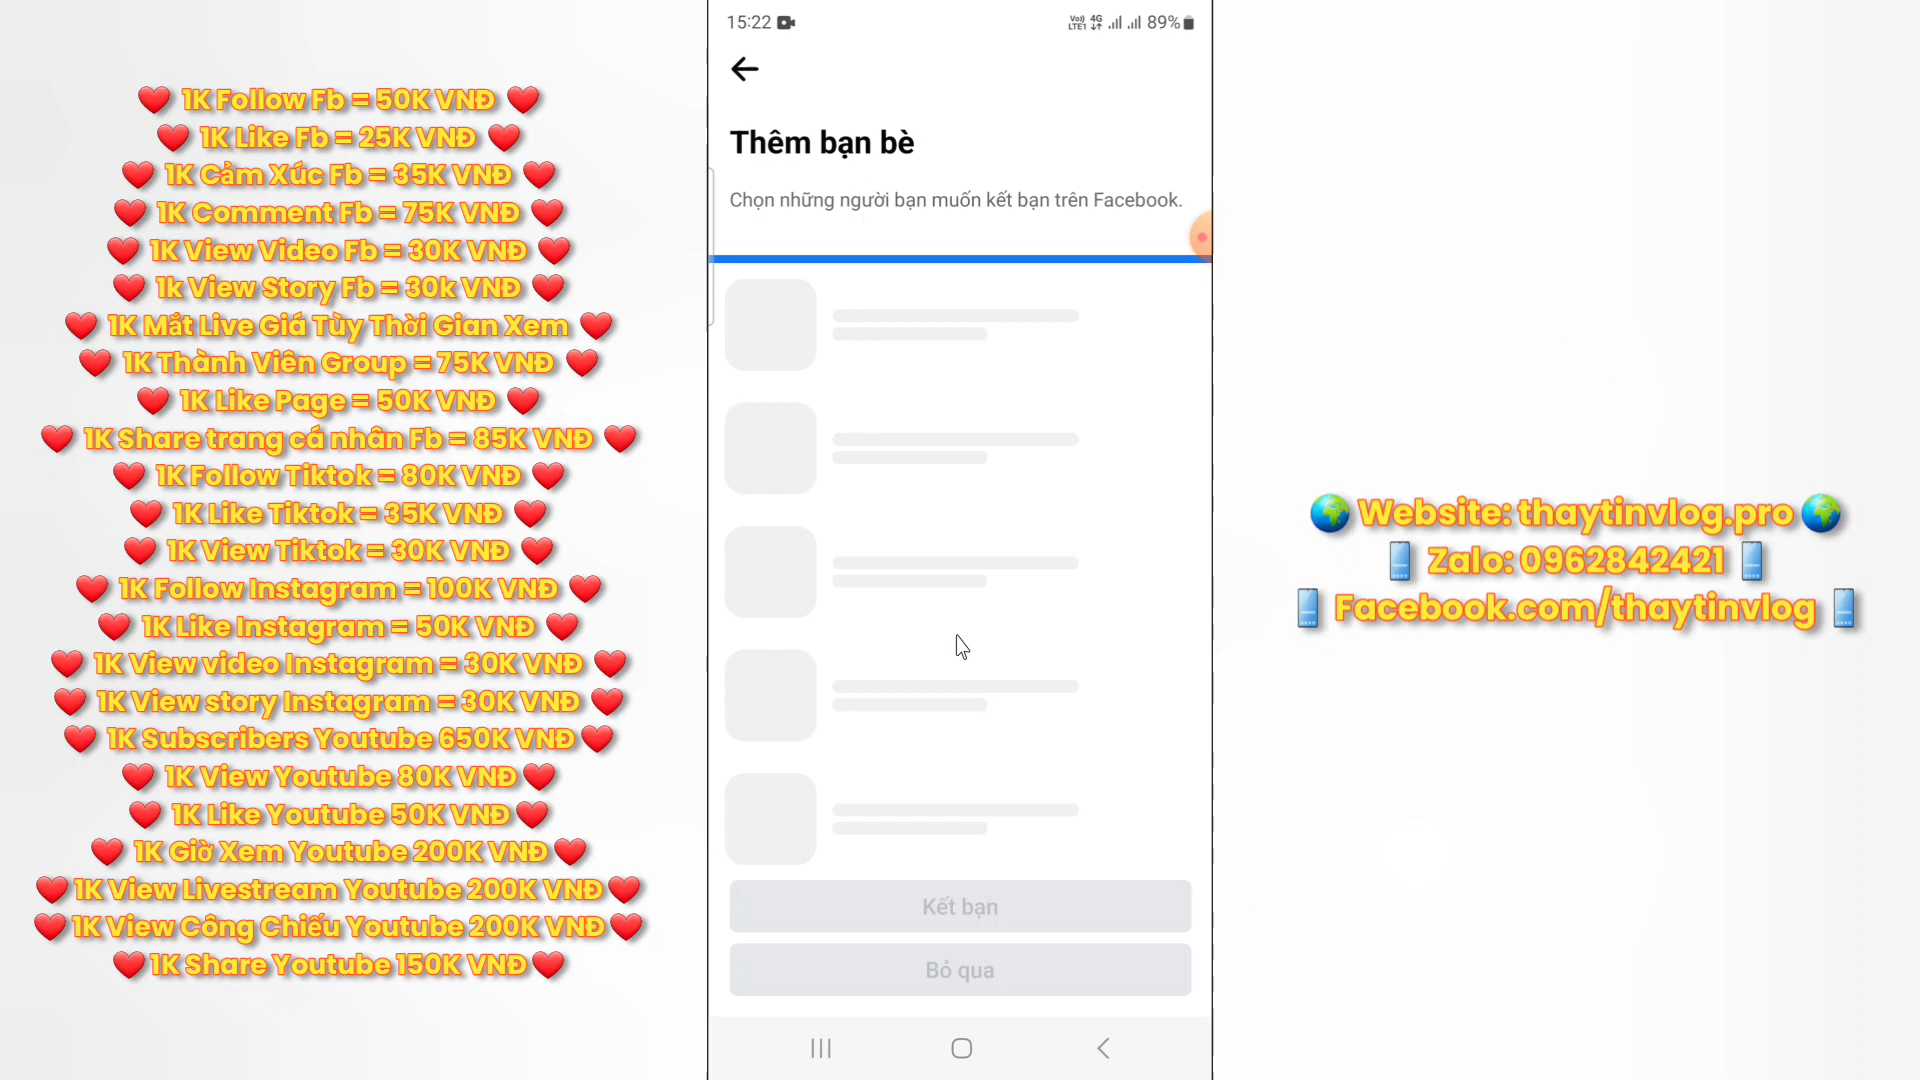 ❤️ 1K Follow Fb = 50K VNĐ ❤️
❤️ 1K Like Fb = 25K VNĐ ❤️
❤️ 1K Cảm Xúc Fb = 35K VNĐ ❤️
❤️ 1K Comment Fb = 75K VNĐ ❤️
❤️ 1K View Video Fb = 30K VNĐ ❤️
❤️ 1k View Story Fb = 30k VNĐ ❤️
❤️ 1K Mắt Live Giá Tùy Thời Gian Xem ❤️
❤️ 1K Thành Viên Group = 75K VNĐ ❤️
❤️ 1K Like Page = 50K VNĐ ❤️
❤️ 1K Share trang cá nhân Fb = 85K VNĐ ❤️
❤️ 1K Follow Tiktok = 80K VNĐ ❤️
❤️ 1K Like Tiktok = 35K VNĐ ❤️
❤️ 1K View Tiktok = 30K VNĐ ❤️
❤️ 1K Follow Instagram = 100K VNĐ ❤️
❤️ 1K Like Instagram = 50K VNĐ ❤️
❤️ 1K View video Instagram = 30K VNĐ ❤️
❤️ 1K View story Instagram = 30K VNĐ ❤️
❤️ 1K Subscribers Youtube 650K VNĐ ❤️
❤️ 1K View Youtube 80K VNĐ ❤️
❤️ 1K Like Youtube 50K VNĐ ❤️
❤️ 1K Giờ Xem Youtube 200K VNĐ ❤️
❤️ 1K View Livestream Youtube 200K VNĐ ❤️
❤️ 1K View Công Chiếu Youtube 200K VNĐ ❤️
❤️ 1K Share Youtube 150K VNĐ ❤️
15:22 Vo)) LTE1 4G 89%
Thêm bạn bè
Chọn những người bạn muốn kết bạn trên Facebook.
Kết bạn
Bỏ qua
🌍 Website: thaytinvlog.pro 🌍
📱 Zalo: 0962842421 📱
📱 Facebook.com/thaytinvlog 📱